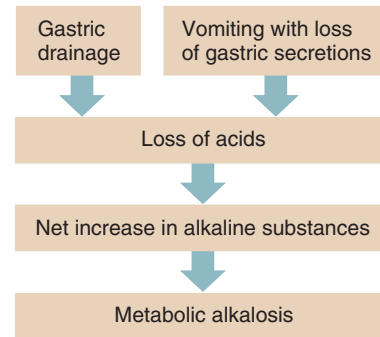 Gastric
drainage
Vomiting with loss
of gastric secretions
Loss of acids
Net increase in alkaline substances
Metabolic alkalosis